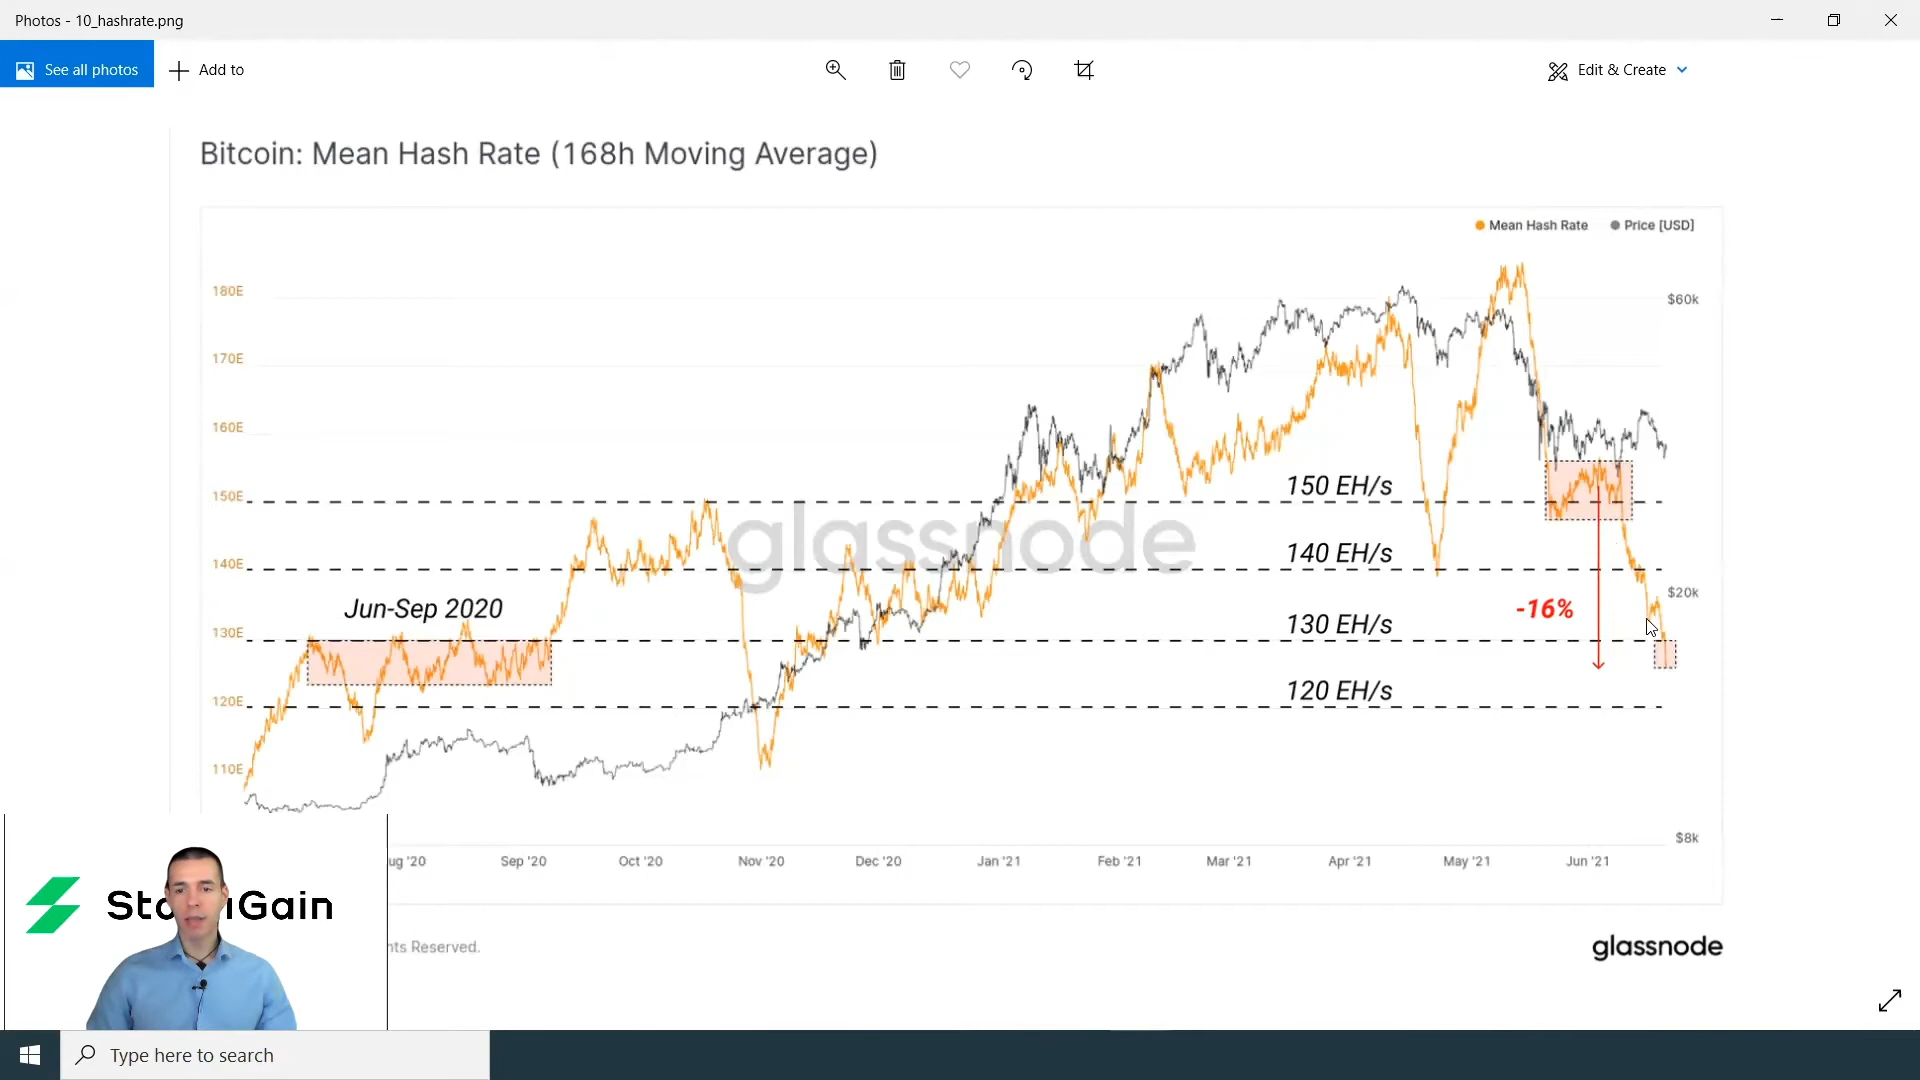 Photos - 10_hashrate.png
See all photos
Add to
Edit & Create
Bitcoin: Mean Hash Rate (168h Moving Average)
Mean Hash Rate
Price [USD]
180E
$60k
170E
160E
150E
150 EH/s
glassnode
140E
140 EH/s
$20k
Jun-Sep 2020
-16%
130E
130 EH/s
120E
120 EH/s
110E
$8k
ug '20
Sep '20
Oct '20
Nov '20
Dec '20
Jan '21
Feb '21
Mar '21
Apr '21
May '21
Jun '21
Gain
nts Reserved.
glassnode
Type here to search